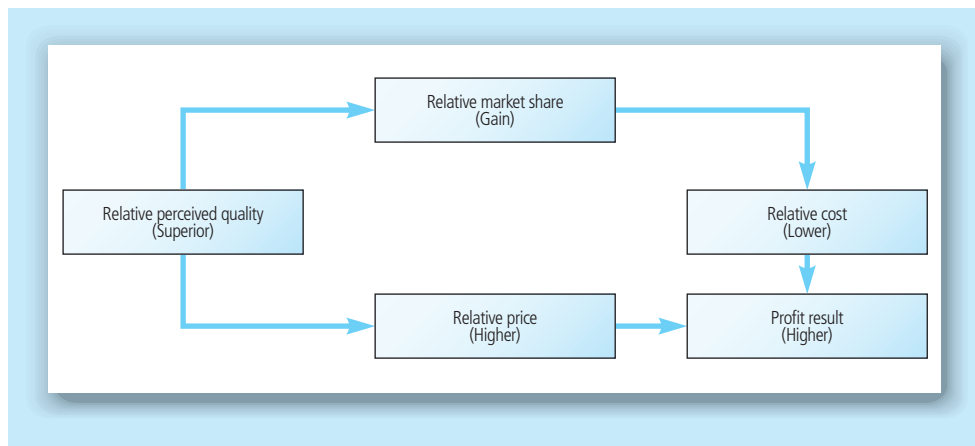 Relative market share
(Gain)
Relative perceived quality
(Superior)
Relative cost
(Lower)
Relative price
(Higher)
Profit result
(Higher)